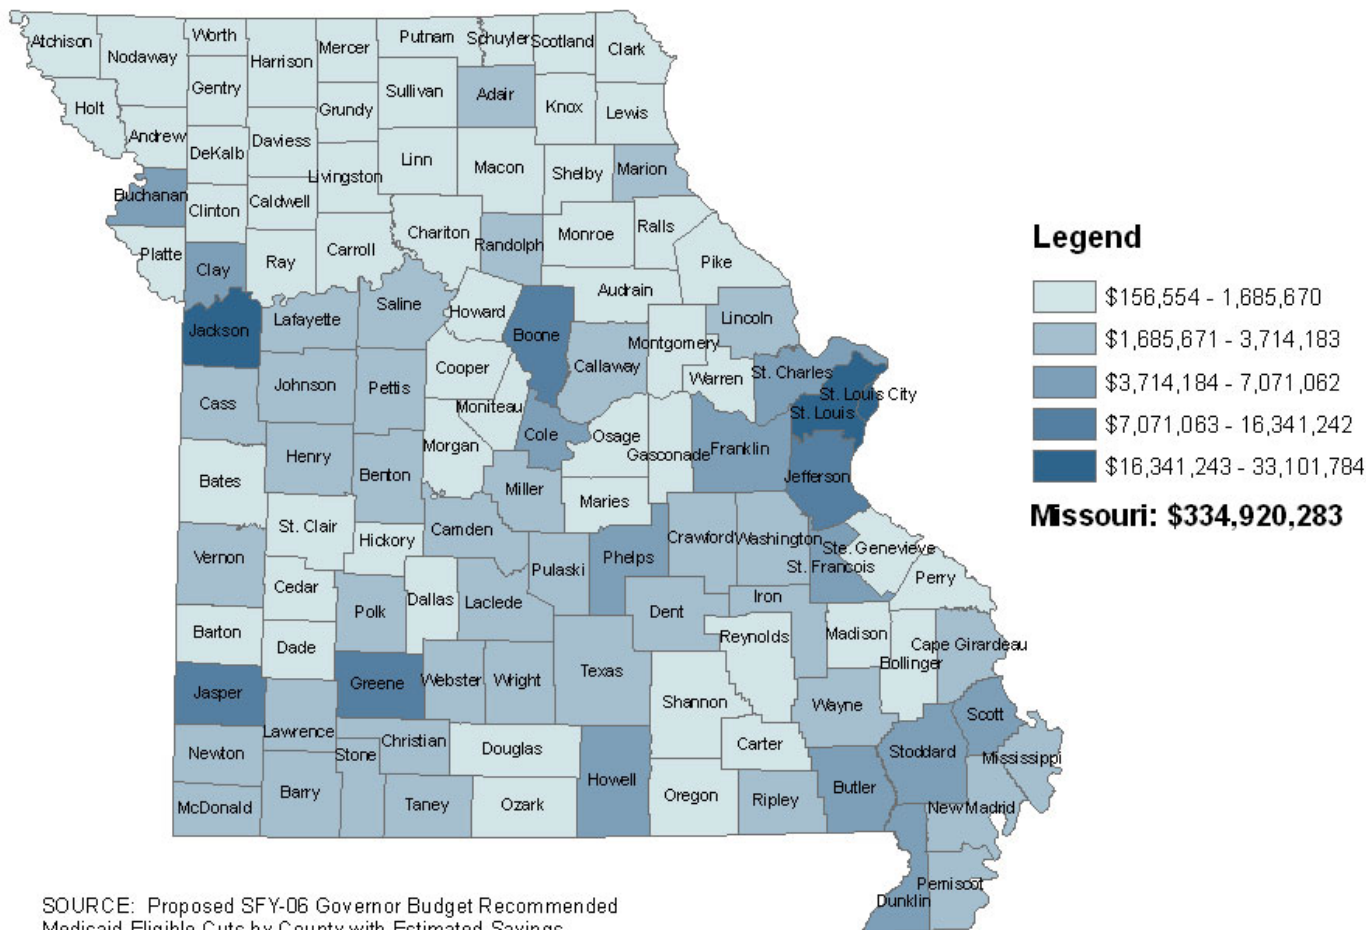 Atchison
Nodaway
Worth
Harrison
Mercer
Putnam
Schuyler
Scotland
Clark
Gentry
Sullivan
Adair
Holt
Grundy
Knox
Lewis
Andrew
DeKalb
Daviess
Linn
Macon
Shelby
Marion
Livingston
Buchanan
Clinton
Caldwell
Chariton
Randolph
Monroe
Ralls
Platte
Clay
Ray
Carroll
Pike
Audrain
Jackson
Lafayette
Saline
Howard
Boone
Lincoln
Montgomery
Callaway
Warren
St. Charles
Johnson
Pettis
Cooper
St. Louis City
St. Louis
Cass
Moniteau
Cole
Osage
Gasconade
Franklin
Morgan
Jefferson
Henry
Benton
Bates
Miller
Maries
St. Clair
Hickory
Camden
Crawford
Washington
Ste. Genevieve
St. Francois
Vernon
Phelps
Pulaski
Perry
Cedar
Polk
Dallas
Laclede
Dent
Iron
Barton
Dade
Reynolds
Madison
Bollinger
Cape Girardeau
Jasper
Greene
Webster
Wright
Texas
Shannon
Wayne
Scott
Lawrence
Newton
Stone
Christian
Douglas
Carter
Stoddard
Mississippi
McDonald
Barry
Taney
Ozark
Howell
Oregon
Ripley
Butler
New Madrid
Pemiscot
Dunklin
Legend
$156,554 - 1,685,670
$1,685,671 - 3,714,183
$3,714,184 - 7,071,062
$7,071,063 - 16,341,242
$16,341,243 - 33,101,784
Missouri: $334,920,283
SOURCE: Proposed SFY-06 Governor Budget Recommended
Medicaid Eligible Cuts by County with Estimated Savings